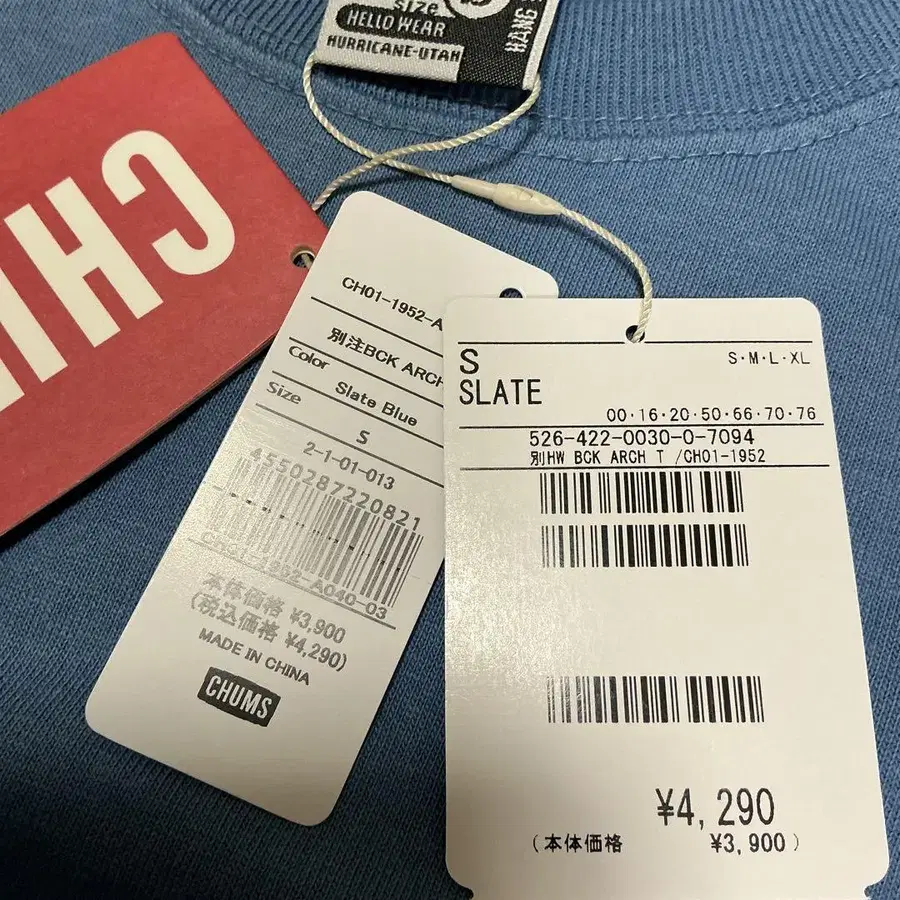 size
HELLO WEAR
HURRICANE-UTAH
HANG
CH
CH01-1952-A
別注BCK ARCH
Color Slate Blue
Size S
2-1-01-013
4550287220821
CH01-1952-A040-03
本体価格 ¥3,900
(税込価格 ¥4,290)
MADE IN CHINA
CHUMS
S S・M・L・XL
SLATE
00・16・20・50・66・70・76
526-422-0030-0-7094
別HW BCK ARCH T /CH01-1952
¥4,290
(本体価格 ¥3,900)